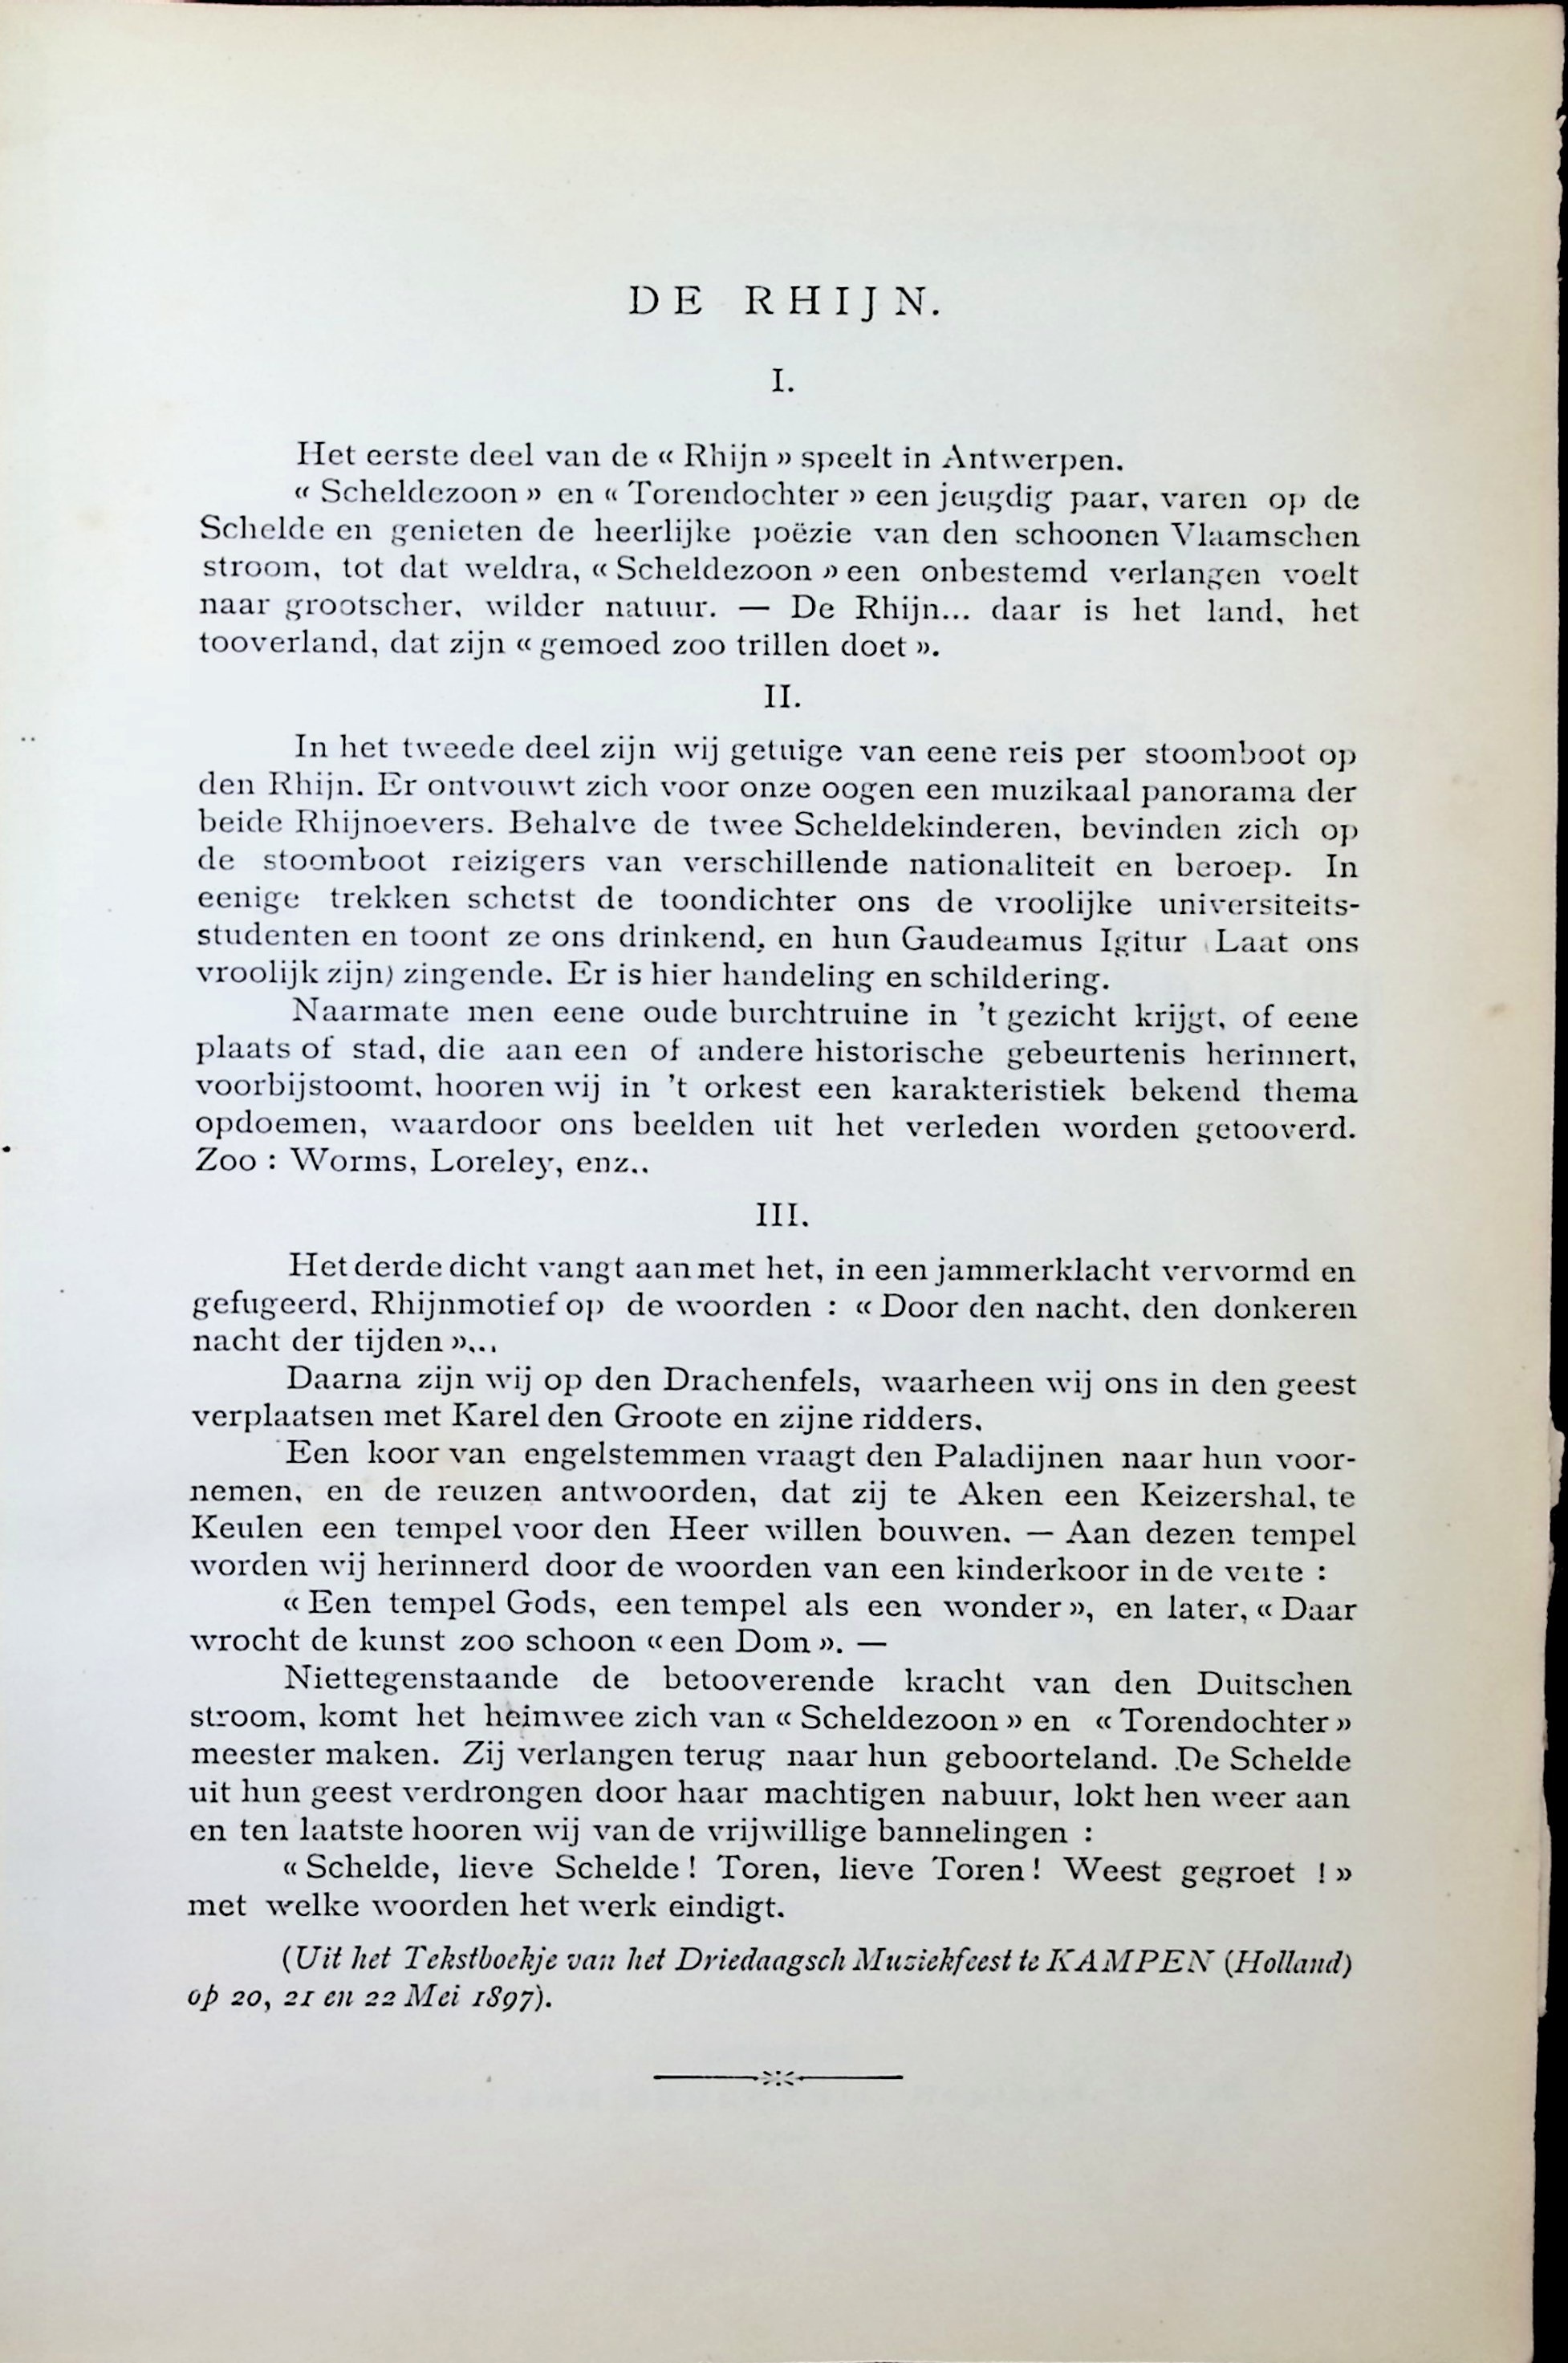 DE RHIJN.
I.
Het eerste deel van de « Rhijn » speelt in Antwerpen.
« Scheldezoon » en « Torendochter » een jeugdig paar, varen op de
Schelde en genieten de heerlijke poëzie van den schoonen Vlaamschen
stroom, tot dat weldra, « Scheldezoon » een onbestemd verlangen voelt
naar grootscher, wilder natuur. — De Rhijn... daar is het land, het
tooverland, dat zijn « gemoed zoo trillen doet ».
II.
In het tweede deel zijn wij getuige van eene reis per stoomboot op
den Rhijn. Er ontvouwt zich voor onze oogen een muzikaal panorama der
beide Rhijnoevers. Behalve de twee Scheldekinderen, bevinden zich op
de stoomboot reizigers van verschillende nationaliteit en beroep. In
eenige trekken schetst de toondichter ons de vroolijke universiteits-
studenten en toont ze ons drinkend, en hun Gaudeamus Igitur (Laat ons
vroolijk zijn) zingende. Er is hier handeling en schildering.
Naarmate men eene oude burchtruine in 't gezicht krijgt, of eene
plaats of stad, die aan een of andere historische gebeurtenis herinnert,
voorbijstoomt, hooren wij in 't orkest een karakteristiek bekend thema
opdoemen, waardoor ons beelden uit het verleden worden getooverd.
Zoo : Worms, Loreley, enz..
III.
Het derde dicht vangt aan met het, in een jammerklacht vervormd en
gefugeerd, Rhijnmotief op de woorden : « Door den nacht, den donkeren
nacht der tijden »...
Daarna zijn wij op den Drachenfels, waarheen wij ons in den geest
verplaatsen met Karel den Groote en zijne ridders.
Een koor van engelstemmen vraagt den Paladijnen naar hun voor-
nemen, en de reuzen antwoorden, dat zij te Aken een Keizershal, te
Keulen een tempel voor den Heer willen bouwen. — Aan dezen tempel
worden wij herinnerd door de woorden van een kinderkoor in de verte :
« Een tempel Gods, een tempel als een wonder », en later, « Daar
wrocht de kunst zoo schoon « een Dom ». —
Niettegenstaande de betooverende kracht van den Duitschen
stroom, komt het heimwee zich van « Scheldezoon » en « Torendochter »
meester maken. Zij verlangen terug naar hun geboorteland. De Schelde
uit hun geest verdrongen door haar machtigen nabuur, lokt hen weer aan
en ten laatste hooren wij van de vrijwillige bannelingen :
« Schelde, lieve Schelde ! Toren, lieve Toren ! Weest gegroet ! »
met welke woorden het werk eindigt.
(Uit het Tekstboekje van het Driedaagsch Muziekfeest te KAMPEN (Holland)
op 20, 21 en 22 Mei 1897).